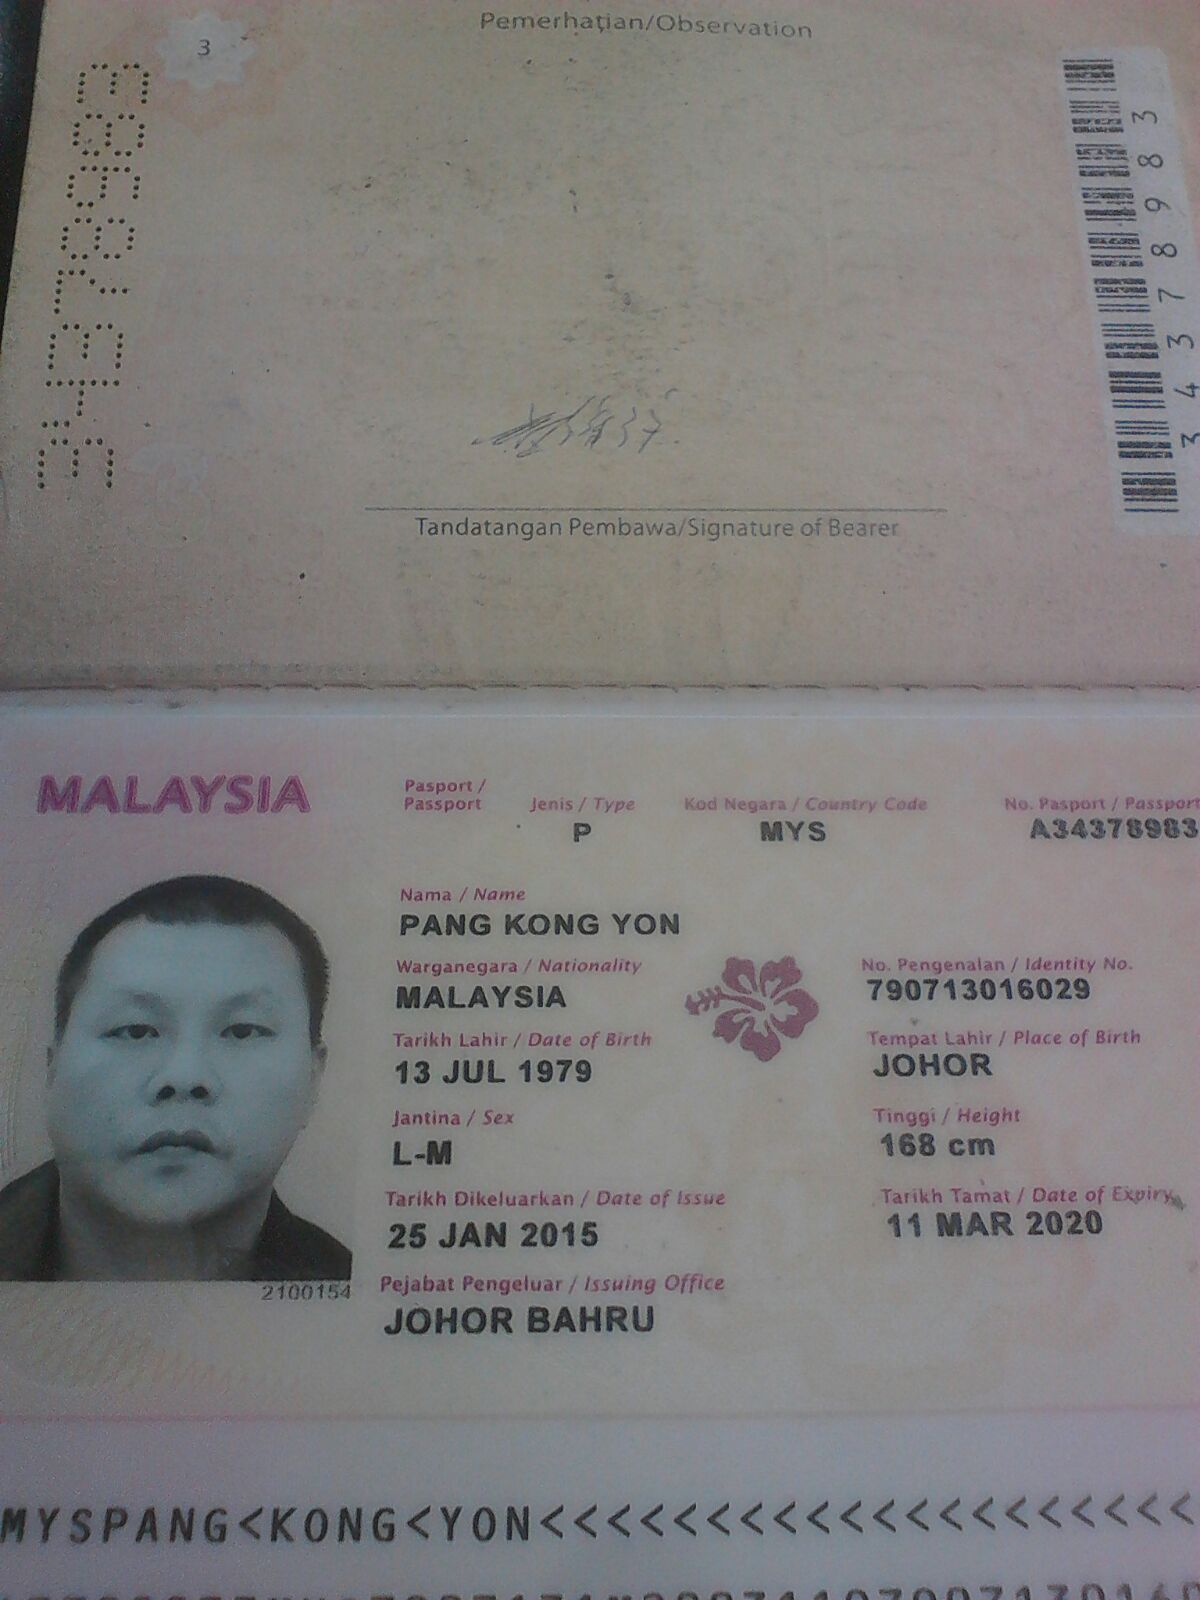 3
Pemerhatian/Observation
34378983
34378983
Tandatangan Pembawa/Signature of Bearer
MALAYSIA
Pasport /
Passport
Jenis / Type
Kod Negara / Country Code
No. Pasport / Passport
P
MYS
A34378983
Nama / Name
PANG KONG YON
Warganegara / Nationality
No. Pengenalan / Identity No.
MALAYSIA
790713016029
Tarikh Lahir / Date of Birth
Tempat Lahir / Place of Birth
13 JUL 1979
JOHOR
Jantina / Sex
Tinggi / Height
L-M
168 cm
Tarikh Dikeluarkan / Date of Issue
Tarikh Tamat / Date of Expiry
25 JAN 2015
11 MAR 2020
2100154
Pejabat Pengeluar / Issuing Office
JOHOR BAHRU
MYSPANG<KONG<YON<<<<<<<<<<<<<<<<<<<